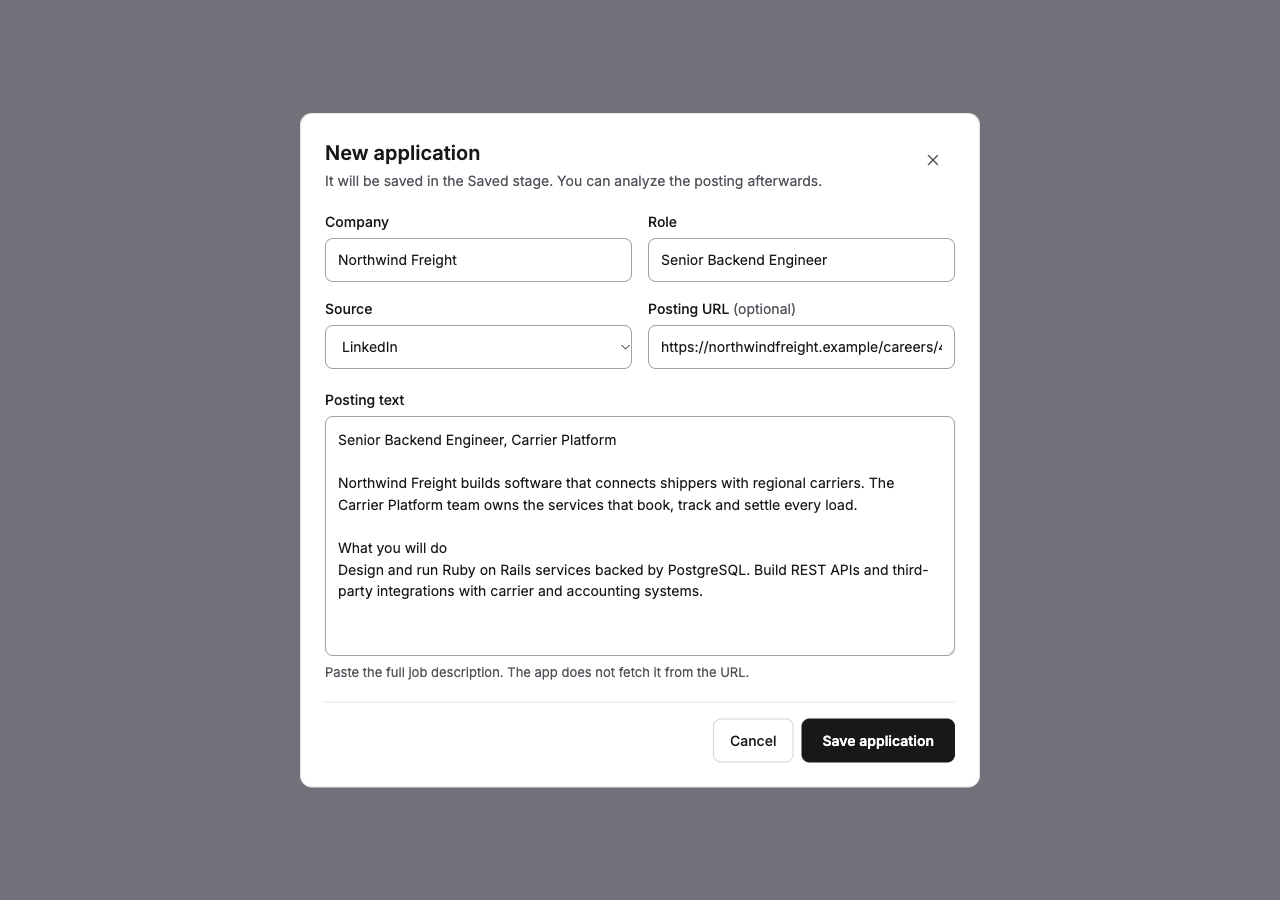 New application
It will be saved in the Saved stage. You can analyze the posting afterwards.
Company
Role
Northwind Freight
Senior Backend Engineer
Source
Posting URL (optional)
LinkedIn
https://northwindfreight.example/careers/
Posting text
Senior Backend Engineer, Carrier Platform
Northwind Freight builds software that connects shippers with regional carriers. The
Carrier Platform team owns the services that book, track and settle every load.
What you will do
Design and run Ruby on Rails services backed by PostgreSQL. Build REST APIs and third-
party integrations with carrier and accounting systems.
Paste the full job description. The app does not fetch it from the URL.
Cancel
Save application